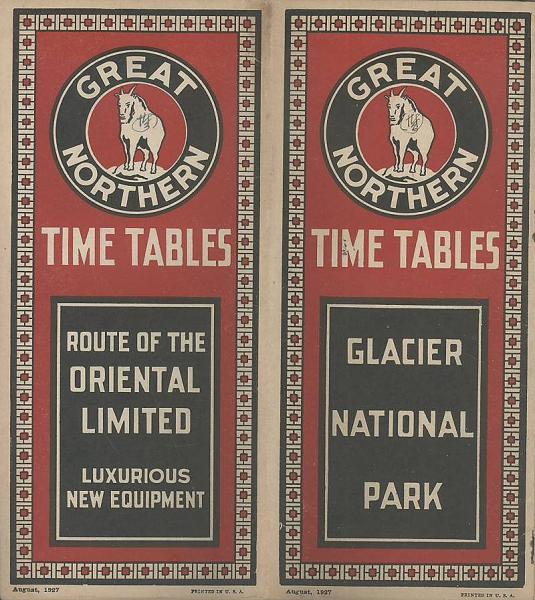 GREAT
NORTHERN
TIME TABLES
ROUTE OF THE
ORIENTAL
LIMITED
LUXURIOUS
NEW EQUIPMENT
August, 1927
PRINTED IN U. S. A.
GREAT
NORTHERN
TIME TABLES
GLACIER
NATIONAL
PARK
August, 1927
PRINTED IN U. S. A.